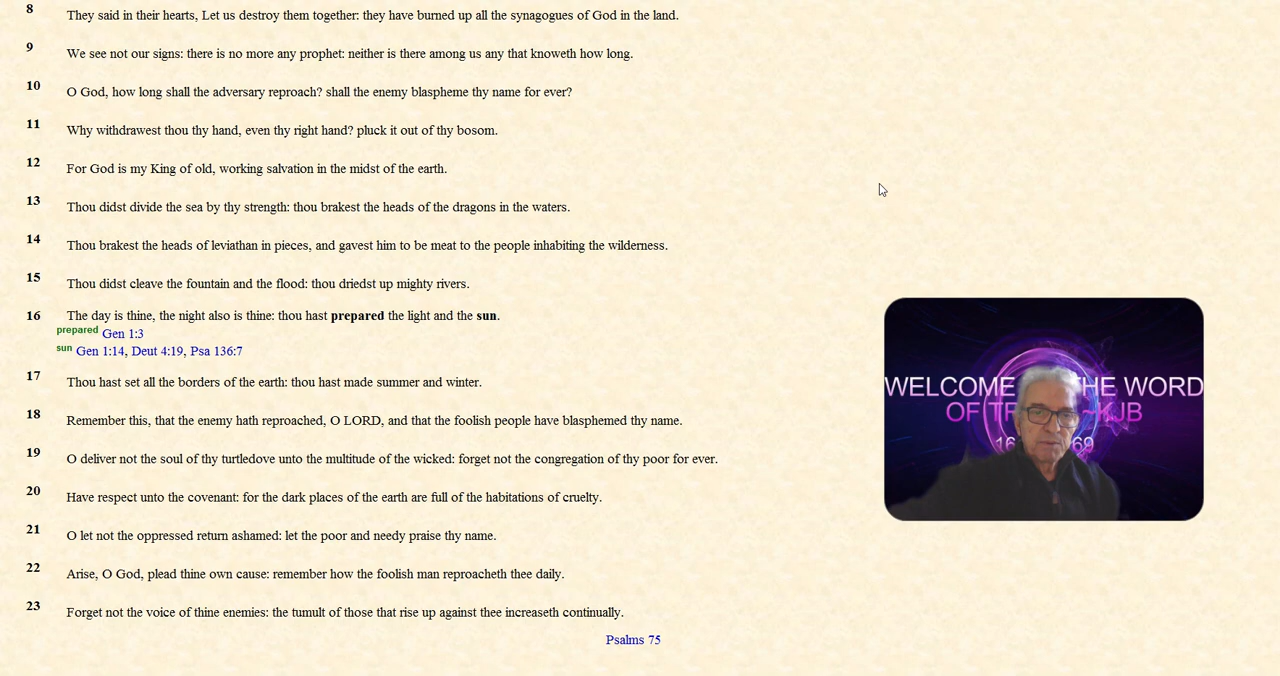 8 They said in their hearts, Let us destroy them together: they have burned up all the synagogues of God in the land.
9 We see not our signs: there is no more any prophet: neither is there among us any that knoweth how long.
10 O God, how long shall the adversary reproach? shall the enemy blaspheme thy name for ever?
11 Why withdrawest thou thy hand, even thy right hand? pluck it out of thy bosom.
12 For God is my King of old, working salvation in the midst of the earth.
13 Thou didst divide the sea by thy strength: thou brakest the heads of the dragons in the waters.
14 Thou brakest the heads of leviathan in pieces, and gavest him to be meat to the people inhabiting the wilderness.
15 Thou didst cleave the fountain and the flood: thou driedst up mighty rivers.
16 The day is thine, the night also is thine: thou hast prepared the light and the sun.
prepared Gen 1:3
sun Gen 1:14, Deut 4:19, Psa 136:7
17 Thou hast set all the borders of the earth: thou hast made summer and winter.
18 Remember this, that the enemy hath reproached, O LORD, and that the foolish people have blasphemed thy name.
19 O deliver not the soul of thy turtledove unto the multitude of the wicked: forget not the congregation of thy poor for ever.
20 Have respect unto the covenant: for the dark places of the earth are full of the habitations of cruelty.
21 O let not the oppressed return ashamed: let the poor and needy praise thy name.
22 Arise, O God, plead thine own cause: remember how the foolish man reproacheth thee daily.
23 Forget not the voice of thine enemies: the tumult of those that rise up against thee increaseth continually.
Psalms 75
WELCOME WORD
OF KJB